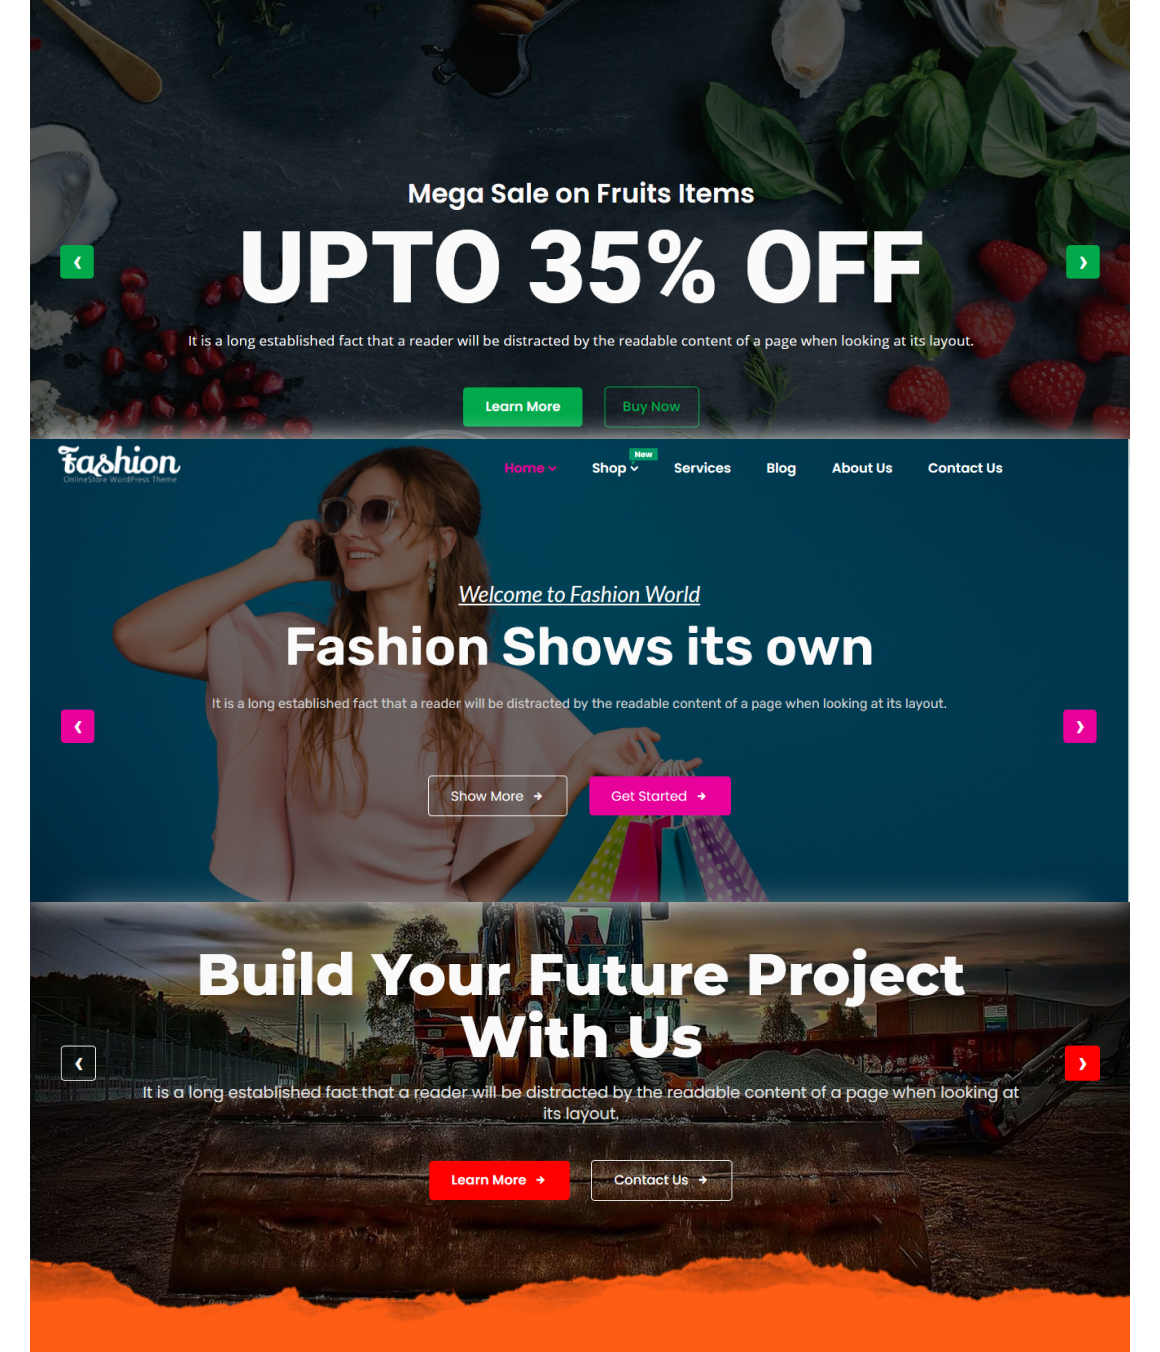 Mega Sale on Fruits Items
UPTO 35% OFF
It is a long established fact that a reader will be distracted by the readable content of a page when looking at its layout.
Learn More
Buy Now
Fashion
OnlineStore WordPress Theme
Home
Shop
New
Services
Blog
About Us
Contact Us
Welcome to Fashion World
Fashion Shows its own
It is a long established fact that a reader will be distracted by the readable content of a page when looking at its layout.
Show More
Get Started
Build Your Future Project
With Us
It is a long established fact that a reader will be distracted by the readable content of a page when looking at
its layout.
Learn More
Contact Us